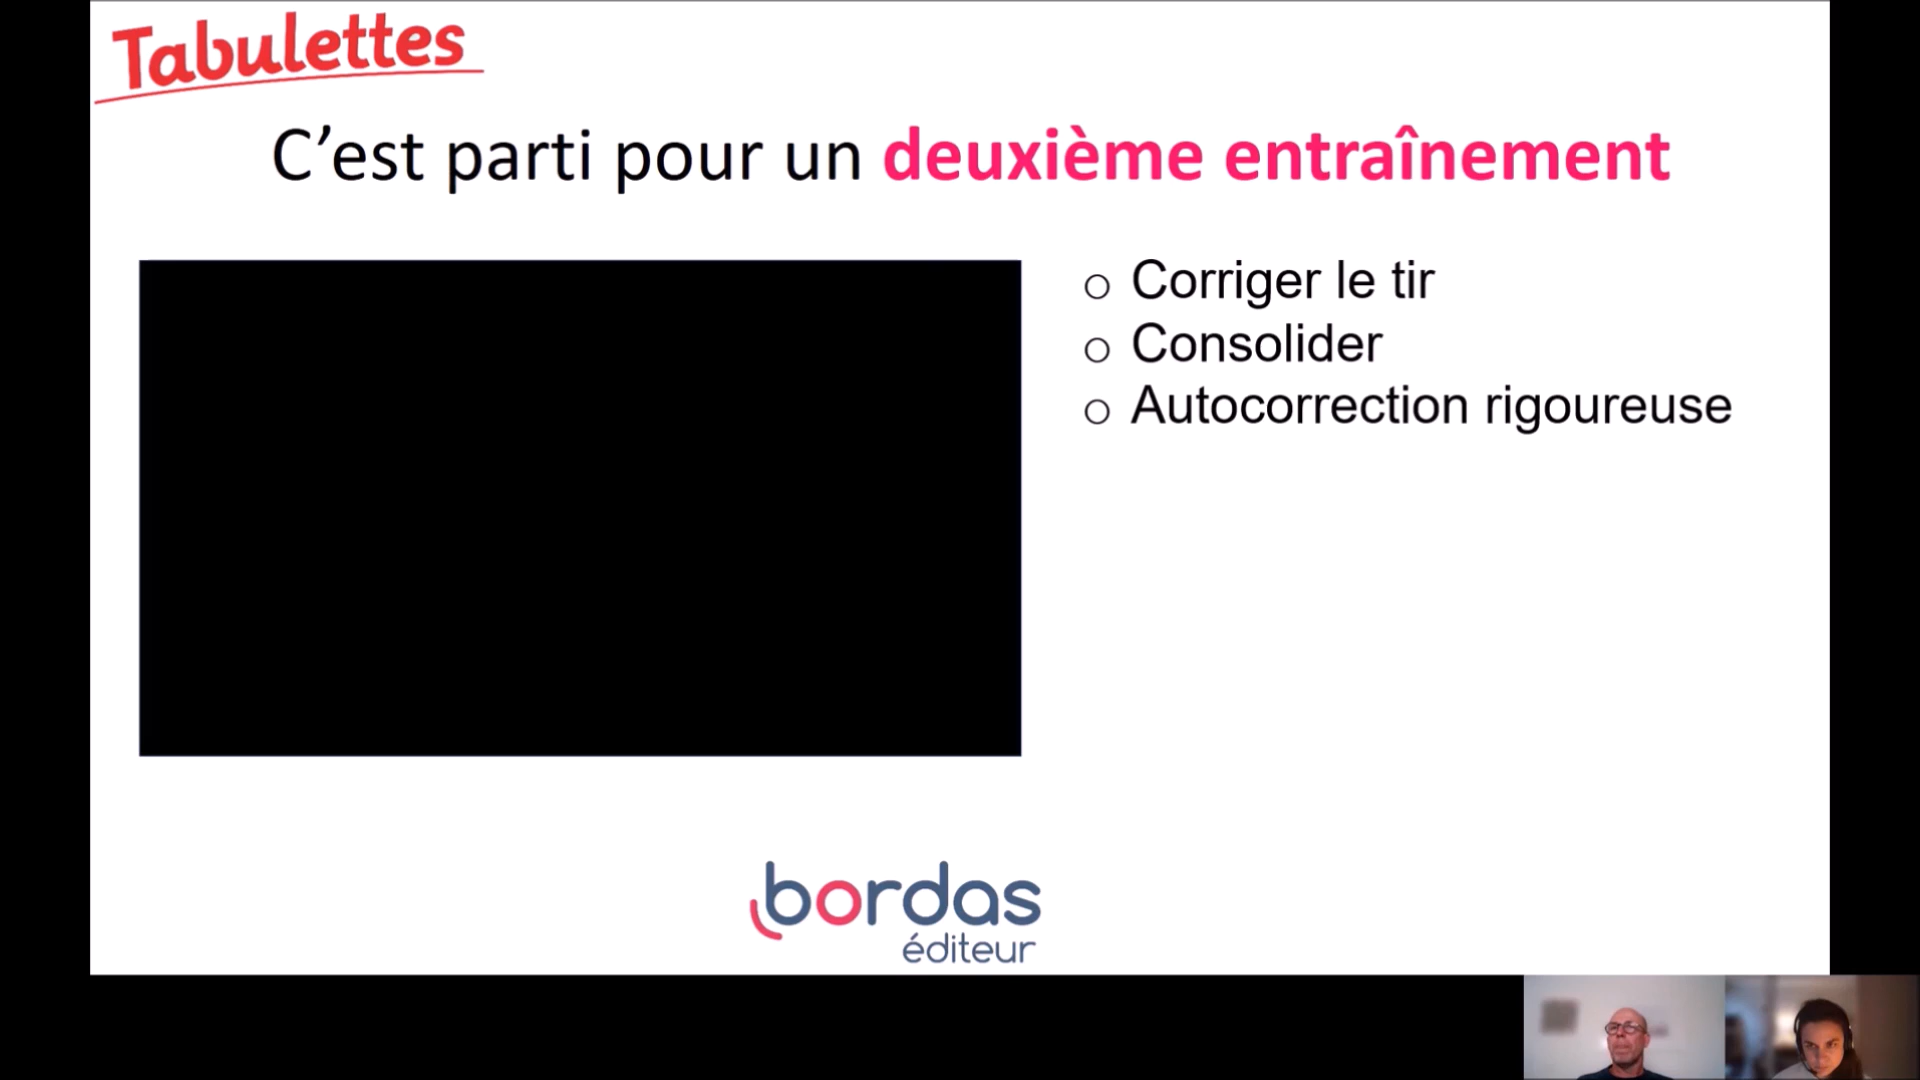 Tabulettes
C’est parti pour un deuxième entraînement
o Corriger le tir
o Consolider
o Autocorrection rigoureuse
bordas
éditeur